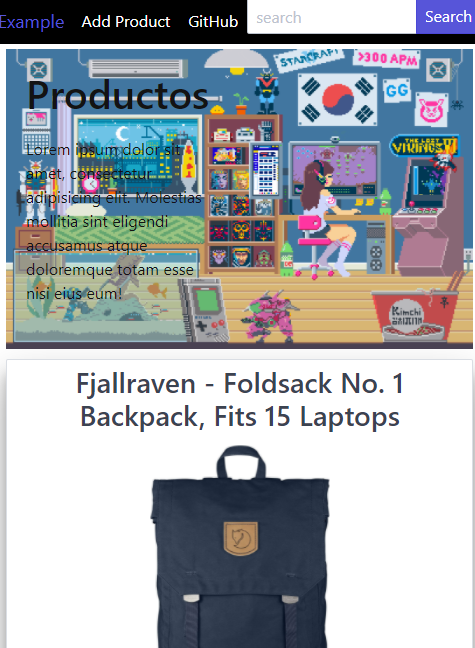 Example Add Product GitHub search Search
STARCRAFT >300 APM
Productos
GG
THE LOST
VIKINGS
Lorem ipsum dolor sit
amet, consectetur
adipisicing elit. Molestias
mollitia sint eligendi
accusamus atque
doloremque totam esse
nisi eius eum!
Kimchi
Fjallraven - Foldsack No. 1
Backpack, Fits 15 Laptops